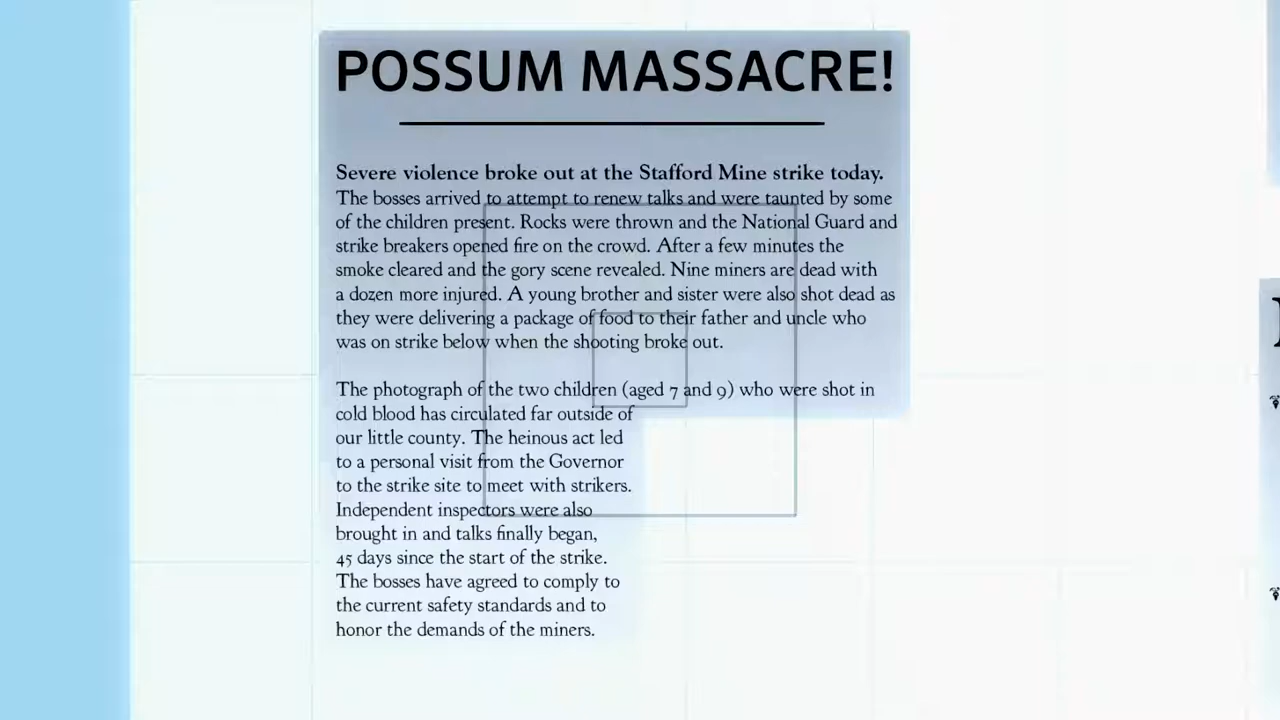 POSSUM MASSACRE!
Severe violence broke out at the Stafford Mine strike today.
The bosses arrived to attempt to renew talks and were taunted by some
of the children present. Rocks were thrown and the National Guard and
strike breakers opened fire on the crowd. After a few minutes the
smoke cleared and the gory scene revealed. Nine miners are dead with
a dozen more injured. A young brother and sister were also shot dead as
they were delivering a package of food to their father and uncle who
was on strike below when the shooting broke out.
The photograph of the two children (aged 7 and 9) who were shot in
cold blood has circulated far outside of
our little county. The heinous act led
to a personal visit from the Governor
to the strike site to meet with strikers.
Independent inspectors were also
brought in and talks finally began,
45 days since the start of the strike.
The bosses have agreed to comply to
the current safety standards and to
honor the demands of the miners.